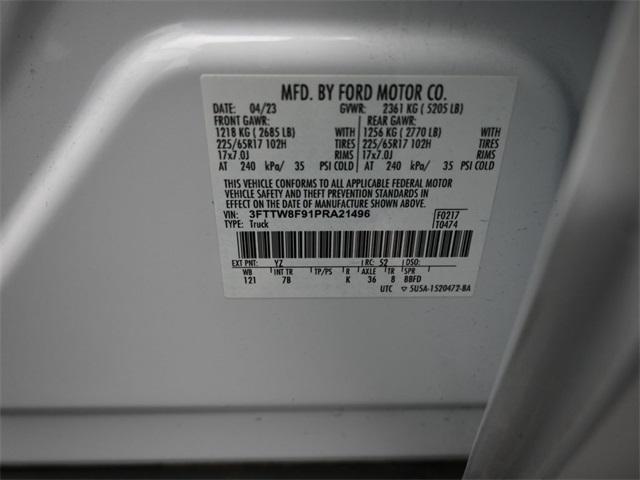 MFD. BY FORD MOTOR CO.
DATE: 04/23 GVWR: 2361 KG ( 5205 LB)
FRONT GAWR: REAR GAWR:
1218 KG ( 2685 LB) WITH 1256 KG ( 2770 LB) WITH
225/65R17 102H TIRES 225/65R17 102H TIRES
17x7.0J RIMS 17x7.0J RIMS
AT 240 kPa/ 35 PSI COLD AT 240 kPa/ 35 PSI COLD
THIS VEHICLE CONFORMS TO ALL APPLICABLE FEDERAL MOTOR
VEHICLE SAFETY AND THEFT PREVENTION STANDARDS IN
EFFECT ON THE DATE OF MANUFACTURE SHOWN ABOVE.
VIN: 3FTTW8F91PRA21496 F0217
TYPE: Truck T0474
EXT PNT: YZ RC: 52 DSO:
WB INT TR TP/PS R AXLE TR SPR
121 7B K 36 8 BBFD
UTC ▽ 5U5A-1520472-BA